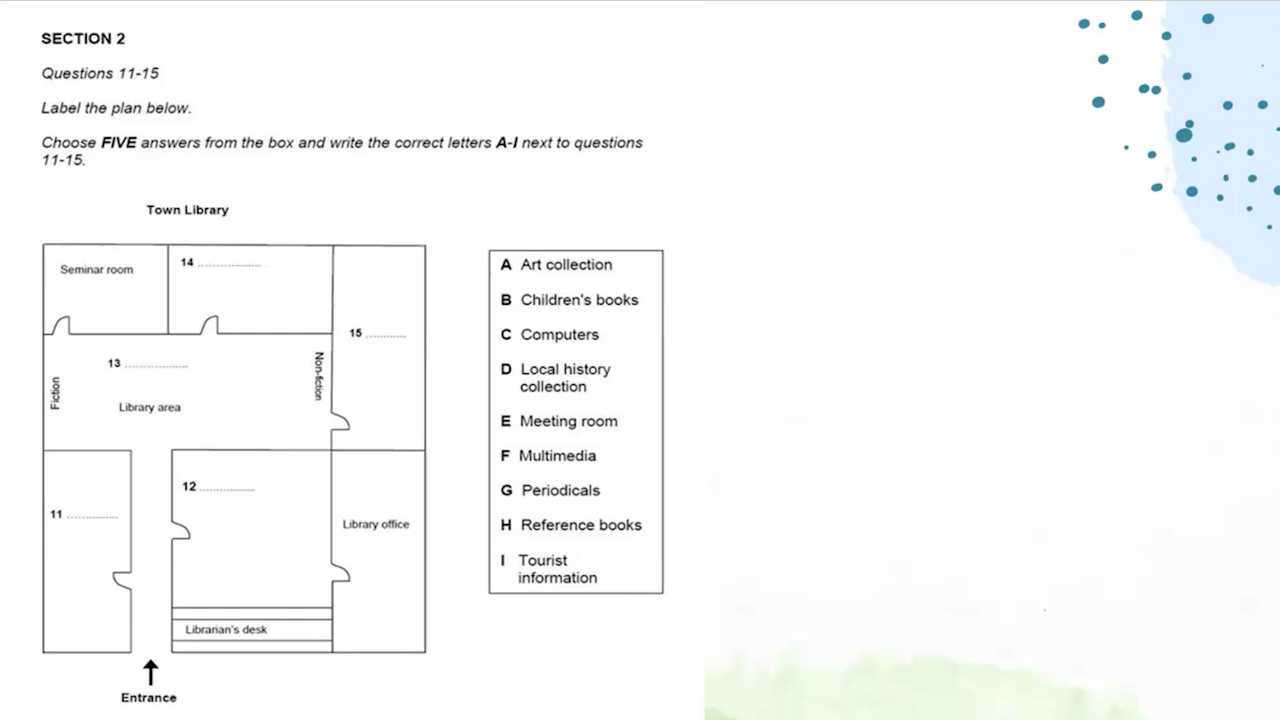 SECTION 2
Questions 11-15
Label the plan below.
Choose FIVE answers from the box and write the correct letters A-I next to questions
11-15.
Town Library
Seminar room
14 ....................
15 ............
13 ....................
Fiction
Non-fiction
Library area
12 .................
11 ................
Library office
Librarian's desk
Entrance
A Art collection
B Children's books
C Computers
D Local history
collection
E Meeting room
F Multimedia
G Periodicals
H Reference books
I Tourist
information